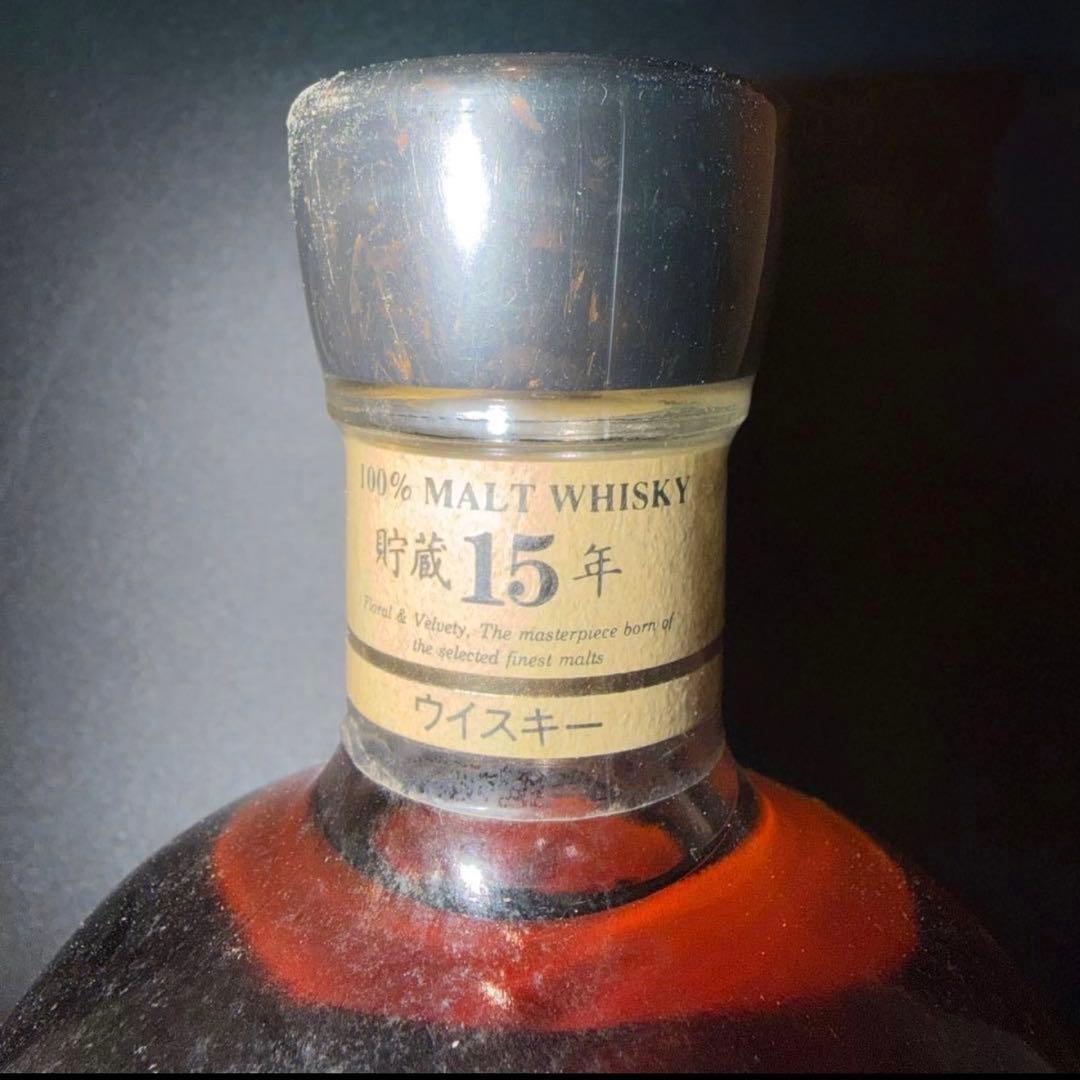 100% MALT WHISKY
貯蔵15年
Floral & Velvety, The masterpiece born of
the selected finest malts
ウイスキー